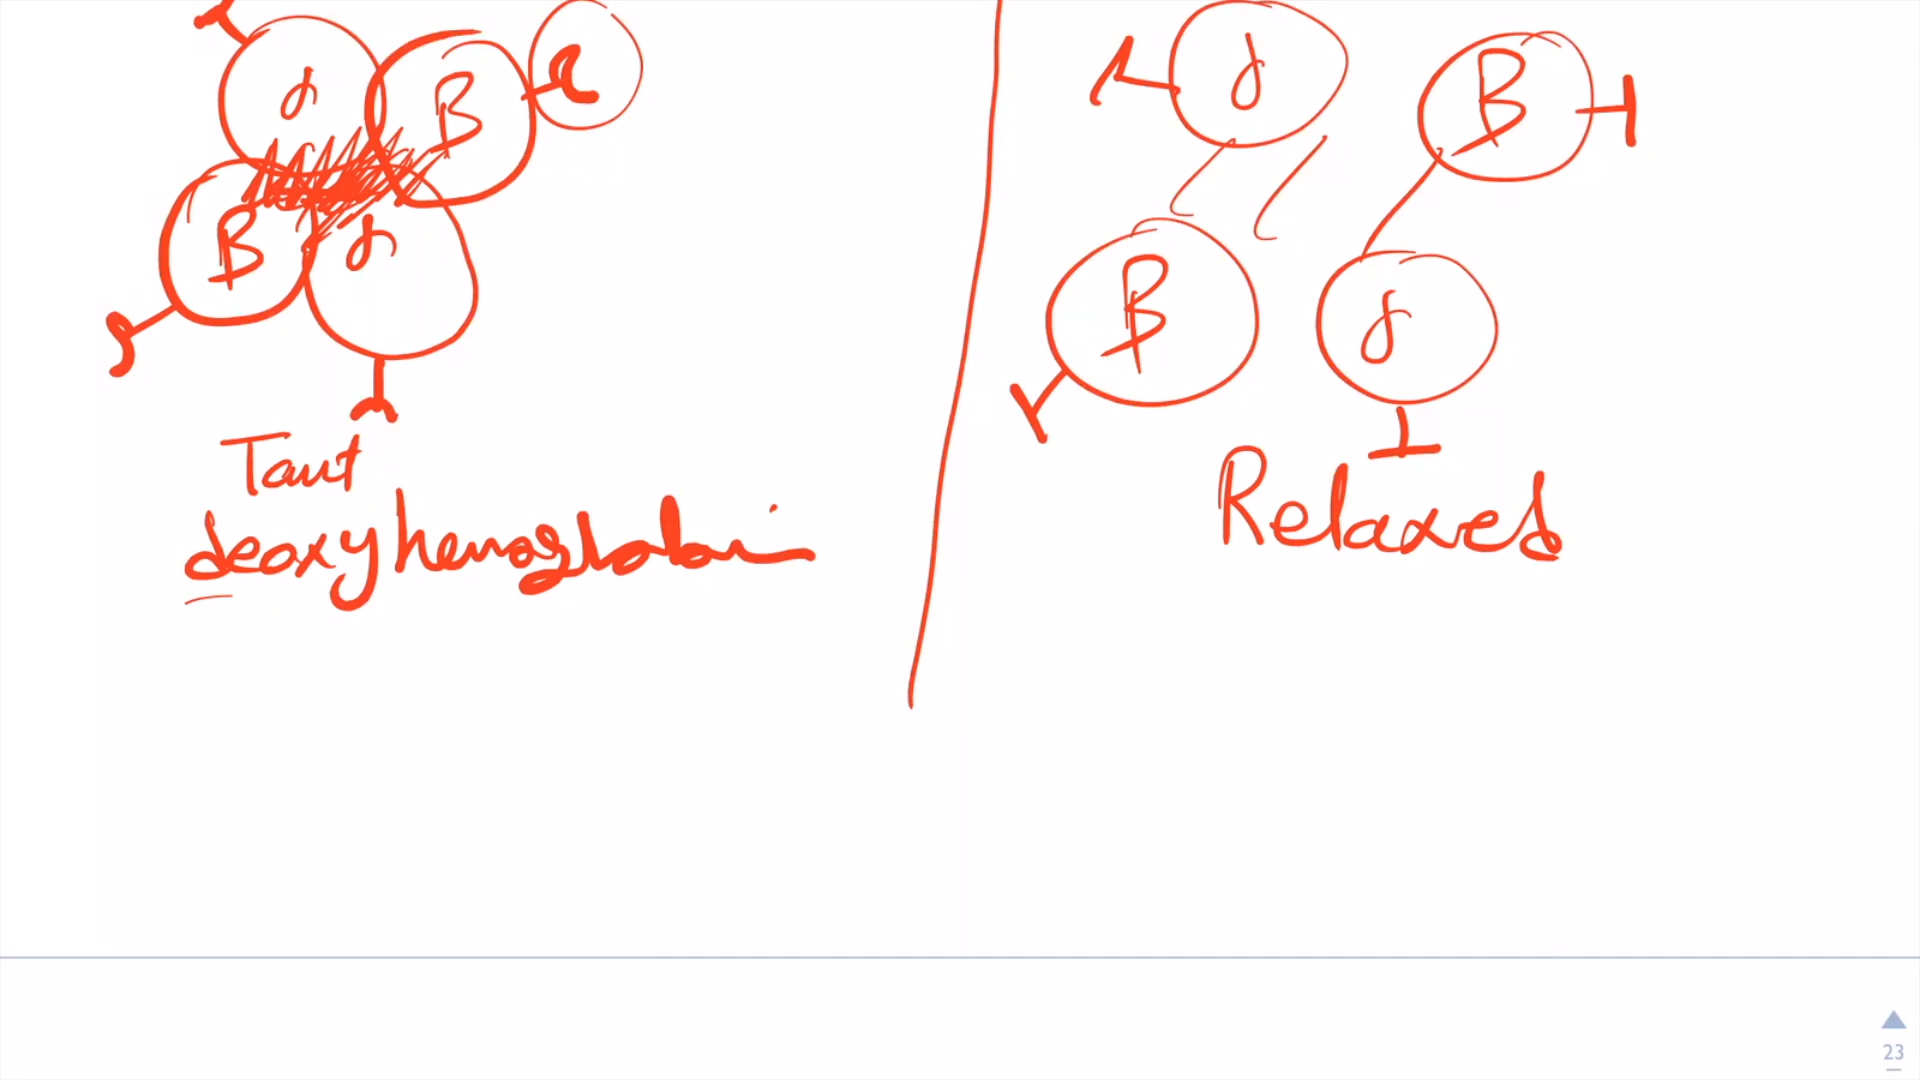 α B
B α
Taut
deoxyhemoglobin
α B
B α
Relaxed
23